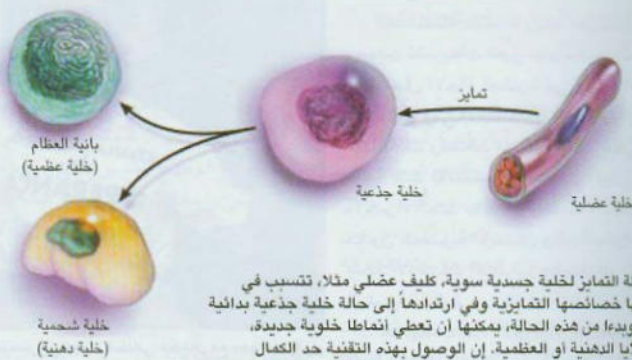 تمايز
بانية العظام
(خلية عظمية)
خلية جذعية
خلية عضلية
خلية شحمية
(خلية دهنية)
التمايز لخلية جسدية سوية، كليف عضلي مثلا، تتسبب في
خصائصها التمايزية وفي ارتدادها إلى حالة خلية جذعية بدائية
من هذه الحالة، يمكنها أن تعطي أنماطا خلوية جديدة،
الدهنية أو العظمية. إن الوصول بهذه التقنية حد الكمال